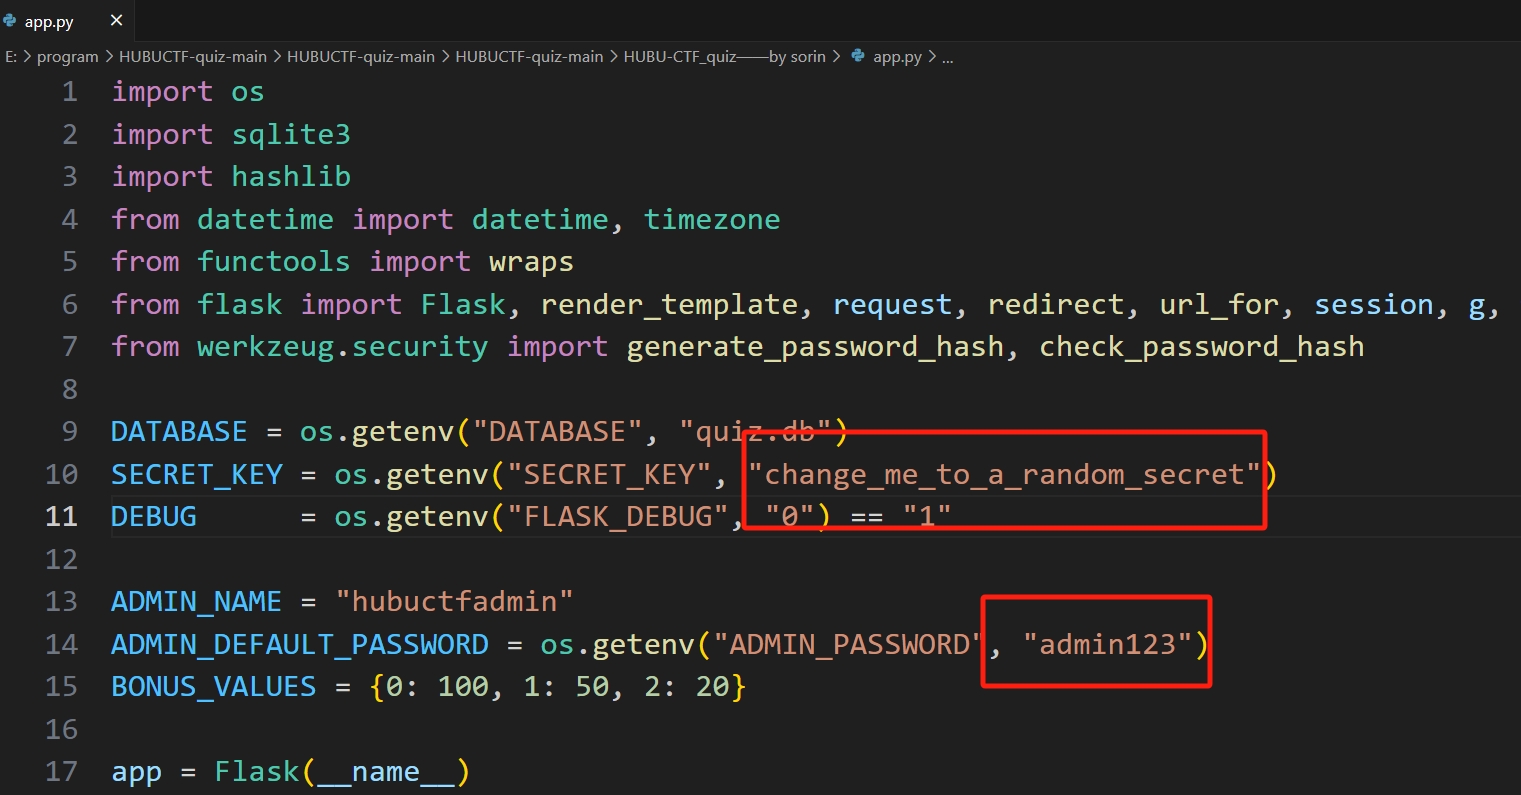 app.py ×
E: > program > HUBUCTF-quiz-main > HUBUCTF-quiz-main > HUBUCTF-quiz-main > HUBU-CTF_quiz——by sorin > app.py > ...
1 import os
2 import sqlite3
3 import hashlib
4 from datetime import datetime, timezone
5 from functools import wraps
6 from flask import Flask, render_template, request, redirect, url_for, session, g,
7 from werkzeug.security import generate_password_hash, check_password_hash
8
9 DATABASE = os.getenv("DATABASE", "quiz.db")
10 SECRET_KEY = os.getenv("SECRET_KEY", "change_me_to_a_random_secret")
11 DEBUG      = os.getenv("FLASK_DEBUG", "0") == "1"
12
13 ADMIN_NAME = "hubuctfadmin"
14 ADMIN_DEFAULT_PASSWORD = os.getenv("ADMIN_PASSWORD", "admin123")
15 BONUS_VALUES = {0: 100, 1: 50, 2: 20}
16
17 app = Flask(__name__)